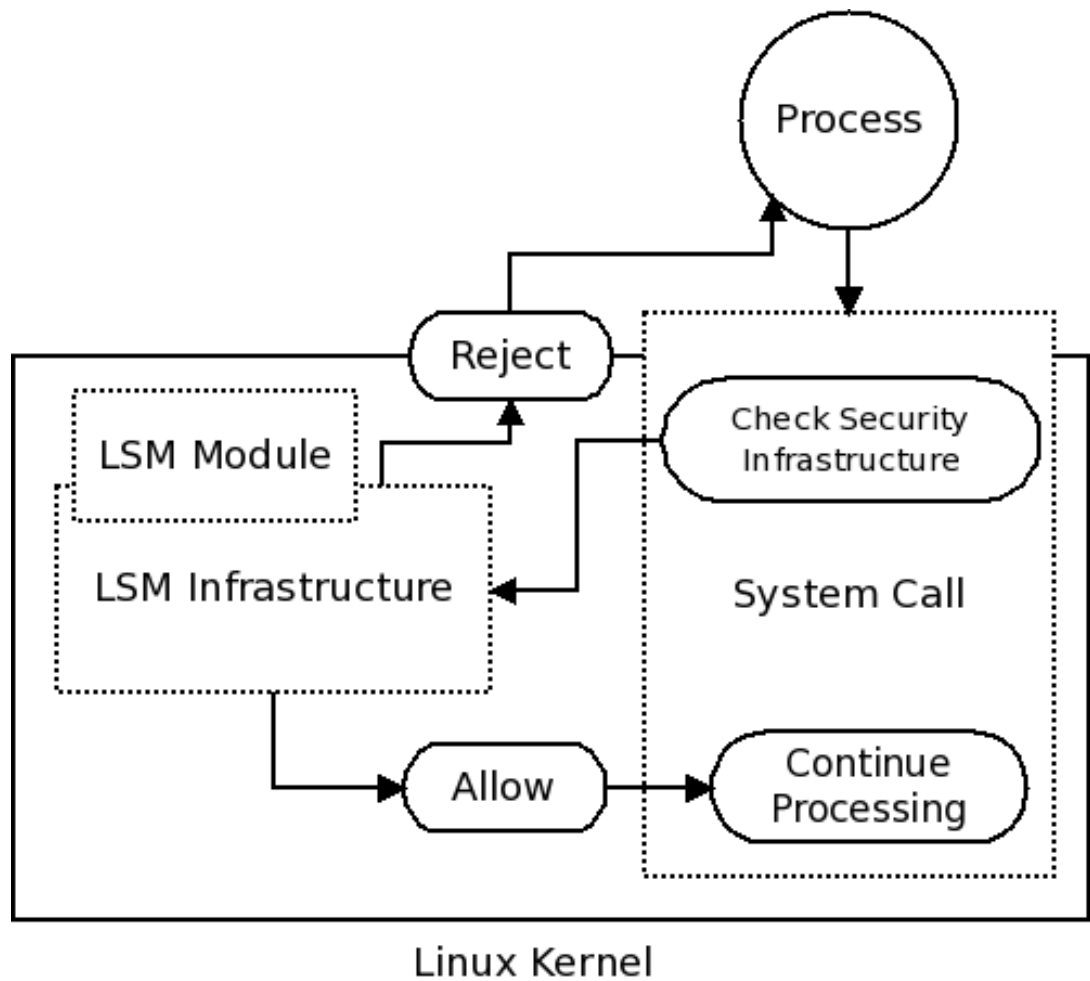 Process
Reject
Check Security
Infrastructure
LSM Module
LSM Infrastructure
System Call
Allow
Continue
Processing
Linux Kernel